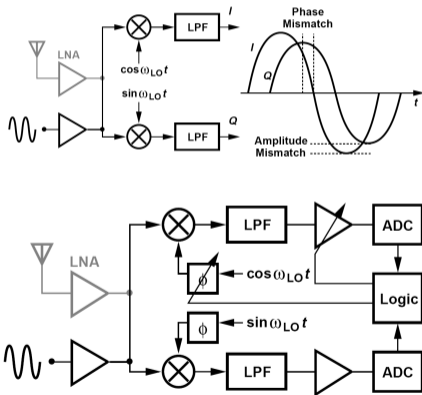 LNA
LPF
I
cos ω_LO t
sin ω_LO t
LPF
Q
Phase
Mismatch
I
Q
t
Amplitude
Mismatch
LNA
LPF
ADC
ϕ
cos ω_LO t
Logic
ϕ
sin ω_LO t
LPF
ADC